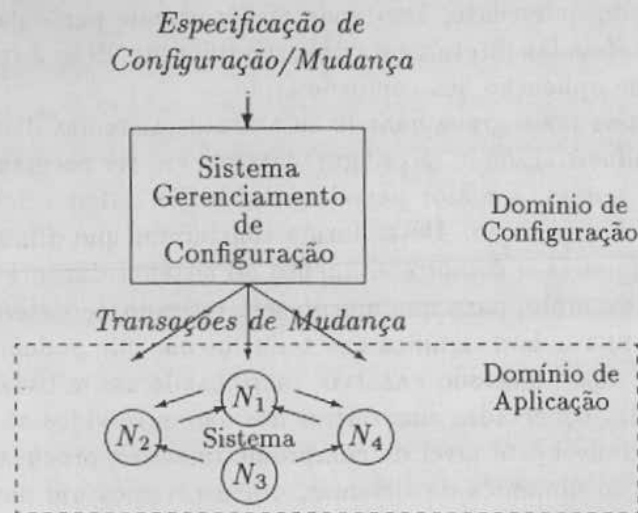 Especificação de
Configuração/Mudança
Sistema
Gerenciamento
de
Configuração
Domínio de
Configuração
Transações de Mudança
Domínio de
Aplicação
N1
N2
Sistema
N4
N3